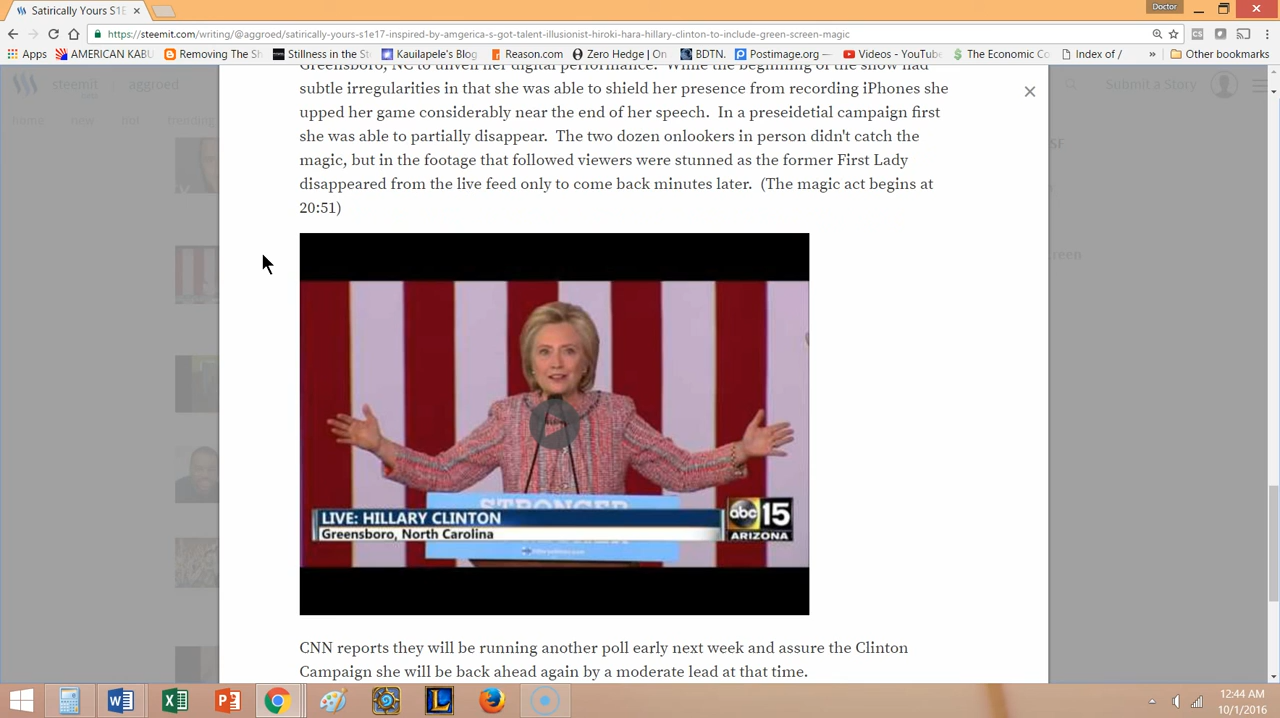 Doctor
Satirically Yours S1E
https://steemit.com/writing/@aggroed/satirically-yours-s1e17-inspired-by-amgerica-s-got-talent-illusionist-hiroki-hara-hillary-clinton-to-include-green-screen-magic
Apps AMERICAN KABU Removing The Sh Stillness in the St Kauilapele's Blog Reason.com Zero Hedge | On BDTN. Postimage.org Videos - YouTube The Economic Co Index of / » Other bookmarks
steemit aggroed Submit a Story
name new hot trending
Greensboro, NC to unveil her digital performance. While the beginning of the show had
subtle irregularities in that she was able to shield her presence from recording iPhones she
upped her game considerably near the end of her speech. In a preseidetial campaign first
she was able to partially disappear. The two dozen onlookers in person didn't catch the
magic, but in the footage that followed viewers were stunned as the former First Lady
disappeared from the live feed only to come back minutes later. (The magic act begins at
20:51)
STRONGER
LIVE: HILLARY CLINTON
Greensboro, North Carolina
abc 15
ARIZONA
CNN reports they will be running another poll early next week and assure the Clinton
Campaign she will be back ahead again by a moderate lead at that time.
12:44 AM
10/1/2016